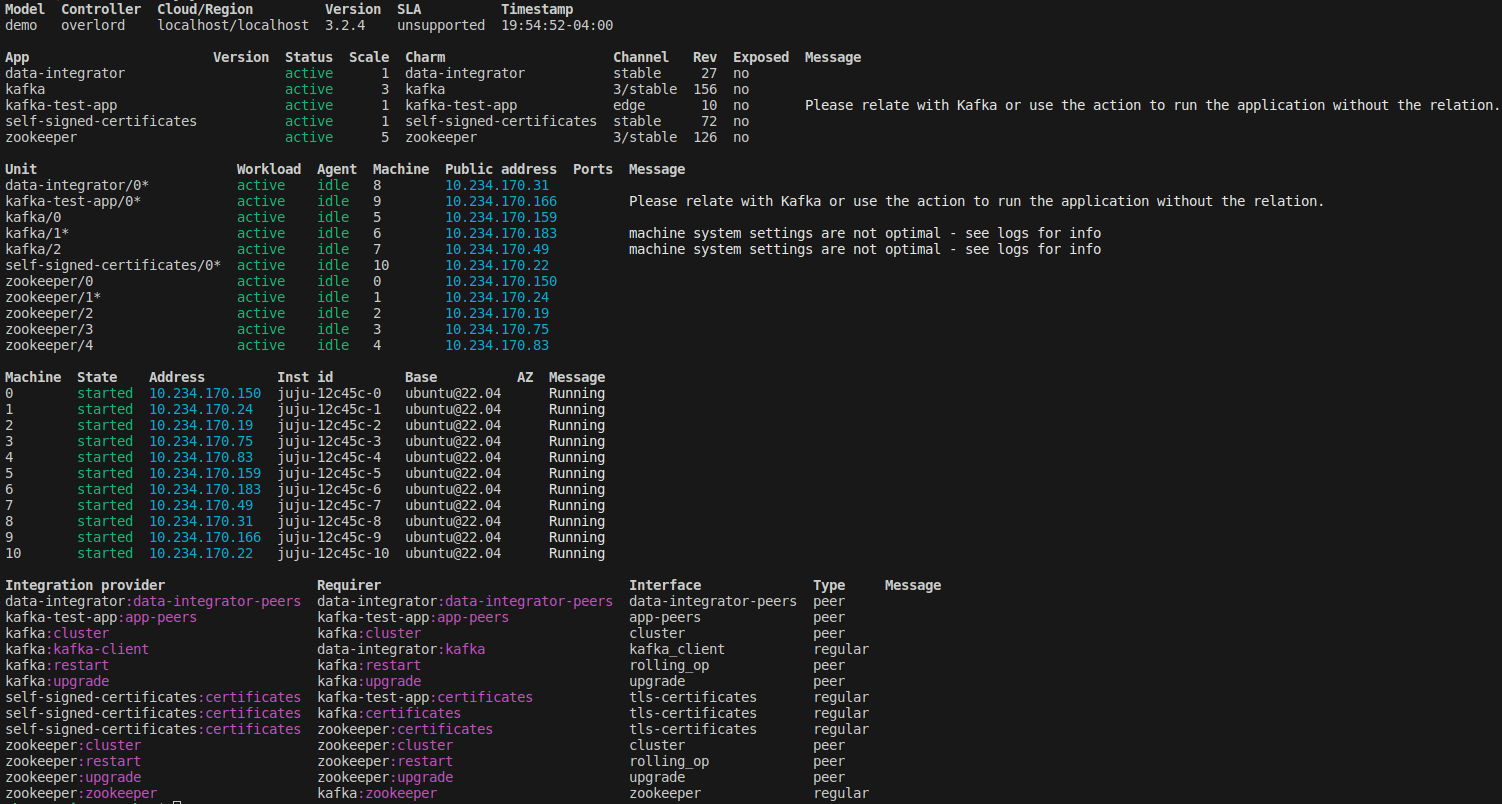 Model  Controller  Cloud/Region         Version  SLA          Timestamp
demo   overlord    localhost/localhost  3.2.4    unsupported  19:54:52-04:00
App                       Version  Status  Scale  Charm                     Channel   Rev  Exposed  Message
data-integrator                    active      1  data-integrator           stable     27  no
kafka                              active      3  kafka                     3/stable  156  no
kafka-test-app                     active      1  kafka-test-app            edge       10  no       Please relate with Kafka or use the action to run the application without the relation.
self-signed-certificates           active      1  self-signed-certificates  stable     72  no
zookeeper                          active      5  zookeeper                 3/stable  126  no
Unit                         Workload  Agent  Machine  Public address  Ports  Message
data-integrator/0*           active    idle   8        10.234.170.31
kafka-test-app/0*            active    idle   9        10.234.170.166         Please relate with Kafka or use the action to run the application without the relation.
kafka/0                      active    idle   5        10.234.170.159
kafka/1*                     active    idle   6        10.234.170.183         machine system settings are not optimal - see logs for info
kafka/2                      active    idle   7        10.234.170.49          machine system settings are not optimal - see logs for info
self-signed-certificates/0*  active    idle   10       10.234.170.22
zookeeper/0                  active    idle   0        10.234.170.150
zookeeper/1*                 active    idle   1        10.234.170.24
zookeeper/2                  active    idle   2        10.234.170.19
zookeeper/3                  active    idle   3        10.234.170.75
zookeeper/4                  active    idle   4        10.234.170.83
Machine  State    Address         Inst id         Base          AZ  Message
0        started  10.234.170.150  juju-12c45c-0   ubuntu@22.04      Running
1        started  10.234.170.24   juju-12c45c-1   ubuntu@22.04      Running
2        started  10.234.170.19   juju-12c45c-2   ubuntu@22.04      Running
3        started  10.234.170.75   juju-12c45c-3   ubuntu@22.04      Running
4        started  10.234.170.83   juju-12c45c-4   ubuntu@22.04      Running
5        started  10.234.170.159  juju-12c45c-5   ubuntu@22.04      Running
6        started  10.234.170.183  juju-12c45c-6   ubuntu@22.04      Running
7        started  10.234.170.49   juju-12c45c-7   ubuntu@22.04      Running
8        started  10.234.170.31   juju-12c45c-8   ubuntu@22.04      Running
9        started  10.234.170.166  juju-12c45c-9   ubuntu@22.04      Running
10       started  10.234.170.22   juju-12c45c-10  ubuntu@22.04      Running
Integration provider                   Requirer                               Interface              Type     Message
data-integrator:data-integrator-peers  data-integrator:data-integrator-peers  data-integrator-peers  peer
kafka-test-app:app-peers               kafka-test-app:app-peers               app-peers              peer
kafka:cluster                          kafka:cluster                          cluster                peer
kafka:kafka-client                     data-integrator:kafka                  kafka_client           regular
kafka:restart                          kafka:restart                          rolling_op             peer
kafka:upgrade                          kafka:upgrade                          upgrade                peer
self-signed-certificates:certificates  kafka-test-app:certificates            tls-certificates       regular
self-signed-certificates:certificates  kafka:certificates                     tls-certificates       regular
self-signed-certificates:certificates  zookeeper:certificates                 tls-certificates       regular
zookeeper:cluster                      zookeeper:cluster                      cluster                peer
zookeeper:restart                      zookeeper:restart                      rolling_op             peer
zookeeper:upgrade                      zookeeper:upgrade                      upgrade                peer
zookeeper:zookeeper                    kafka:zookeeper                        zookeeper              regular